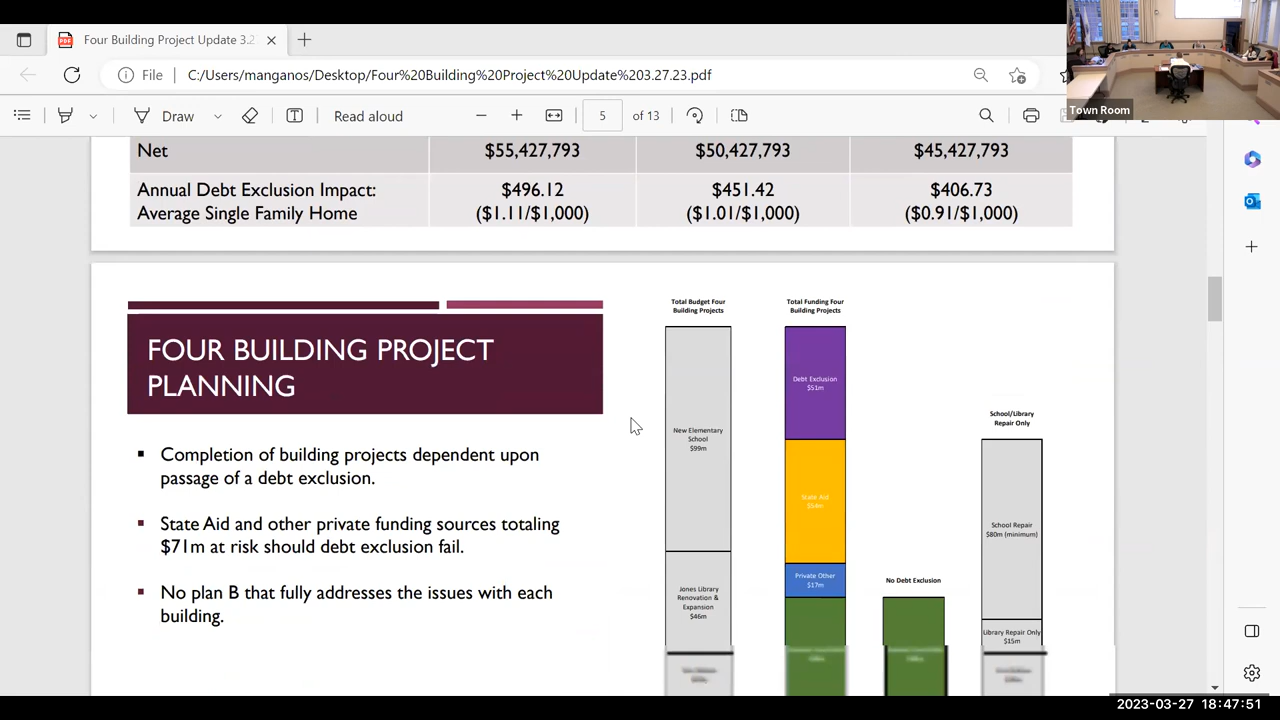 Four Building Project Update 3.2
File
C:/Users/manganos/Desktop/Four%20Building%20Project%20Update%203.27.23.pdf
Draw
Read aloud
5
of 13
Town Room
Net $55,427,793 $50,427,793 $45,427,793
Annual Debt Exclusion Impact: $496.12 $451.42 $406.73
Average Single Family Home ($1.11/$1,000) ($1.01/$1,000) ($0.91/$1,000)
FOUR BUILDING PROJECT
PLANNING
Completion of building projects dependent upon
passage of a debt exclusion.
State Aid and other private funding sources totaling
$71m at risk should debt exclusion fail.
No plan B that fully addresses the issues with each
building.
Total Budget Four
Building Projects
New Elementary
School
$99m
Jones Library
Renovation &
Expansion
$46m
Total Funding Four
Building Projects
Debt Exclusion
$51m
State Aid
$54m
Private Other
$17m
No Debt Exclusion
School/Library
Repair Only
School Repair
$80m (minimum)
Library Repair Only
$15m
2023-03-27 18:47:51